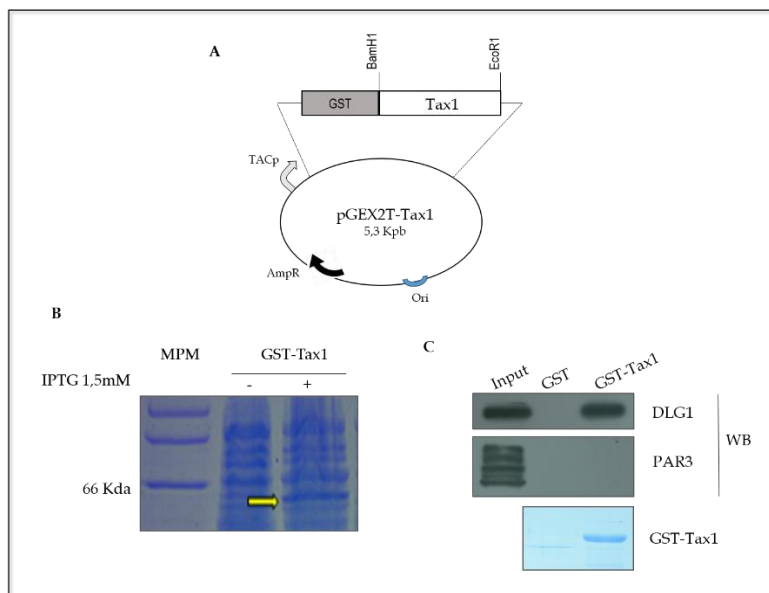 A
BamH1
EcoR1
GST
Tax1
TACp
pGEX2T-Tax1
5,3 Kpb
AmpR
Ori
B
MPM
GST-Tax1
IPTG 1,5mM
-
+
66 Kda
C
Input
GST
GST-Tax1
DLG1
PAR3
WB
GST-Tax1